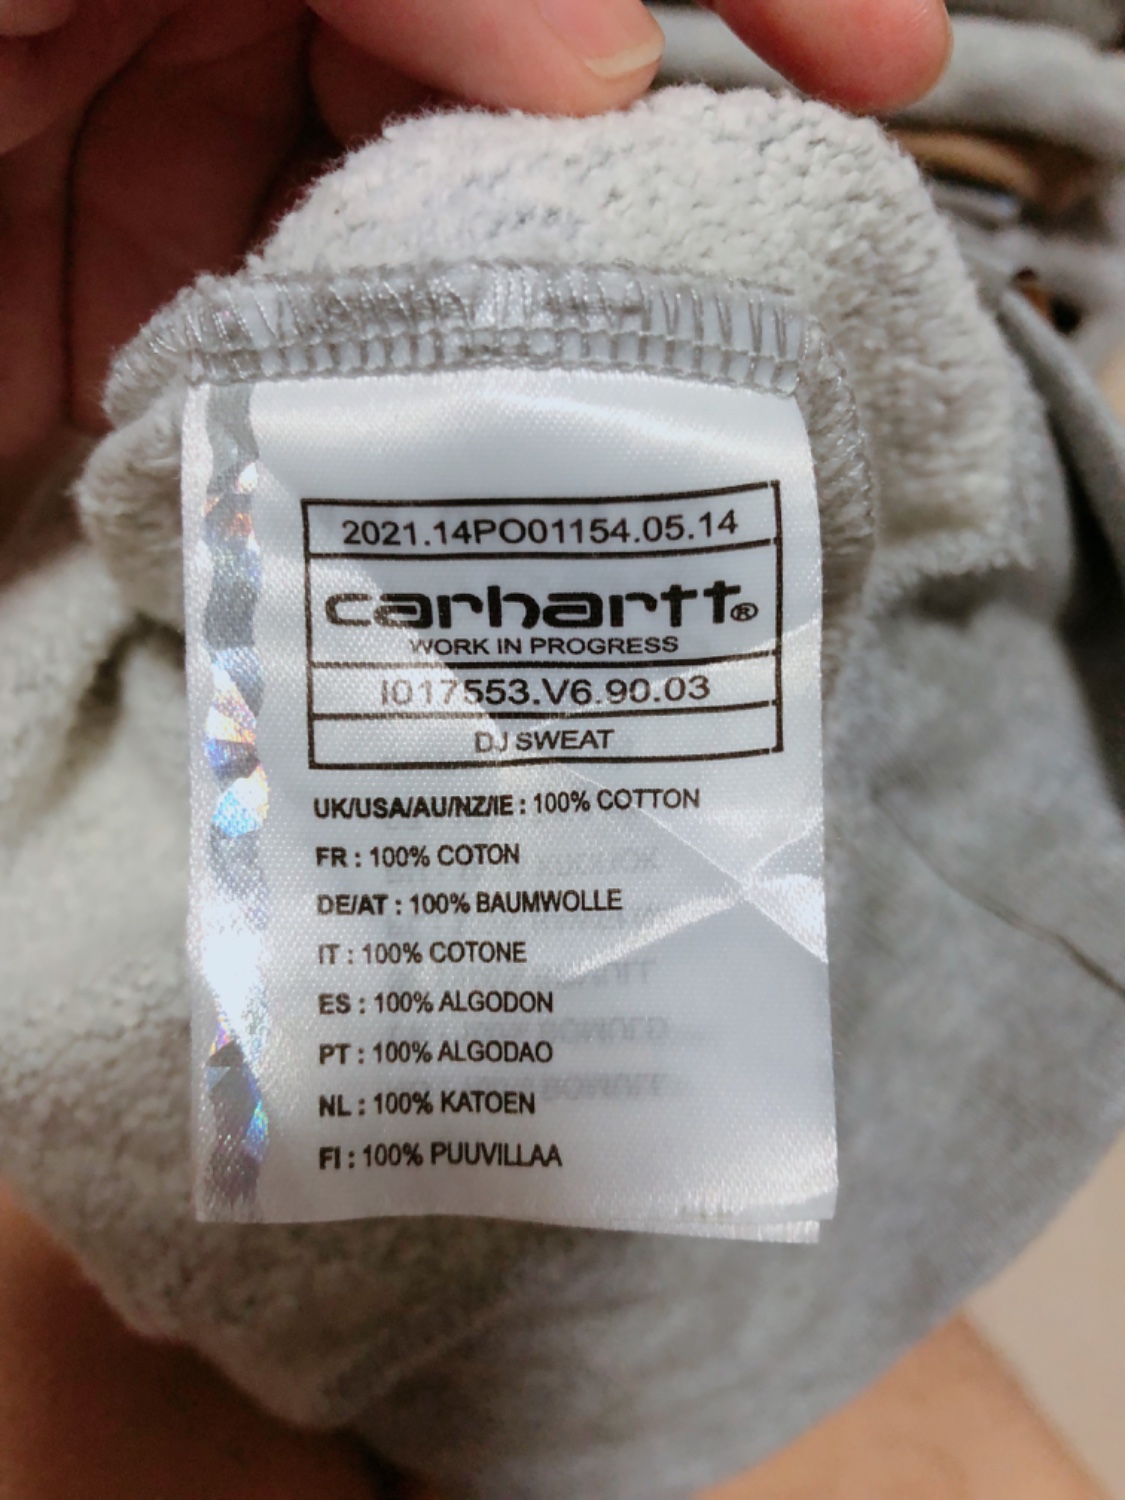 2021.14PO01154.05.14
carhartt®
WORK IN PROGRESS
I017553.V6.90.03
DJ SWEAT
UK/USA/AU/NZ/IE : 100% COTTON
FR : 100% COTON
DE/AT : 100% BAUMWOLLE
IT : 100% COTONE
ES : 100% ALGODON
PT : 100% ALGODAO
NL : 100% KATOEN
FI : 100% PUUVILLAA